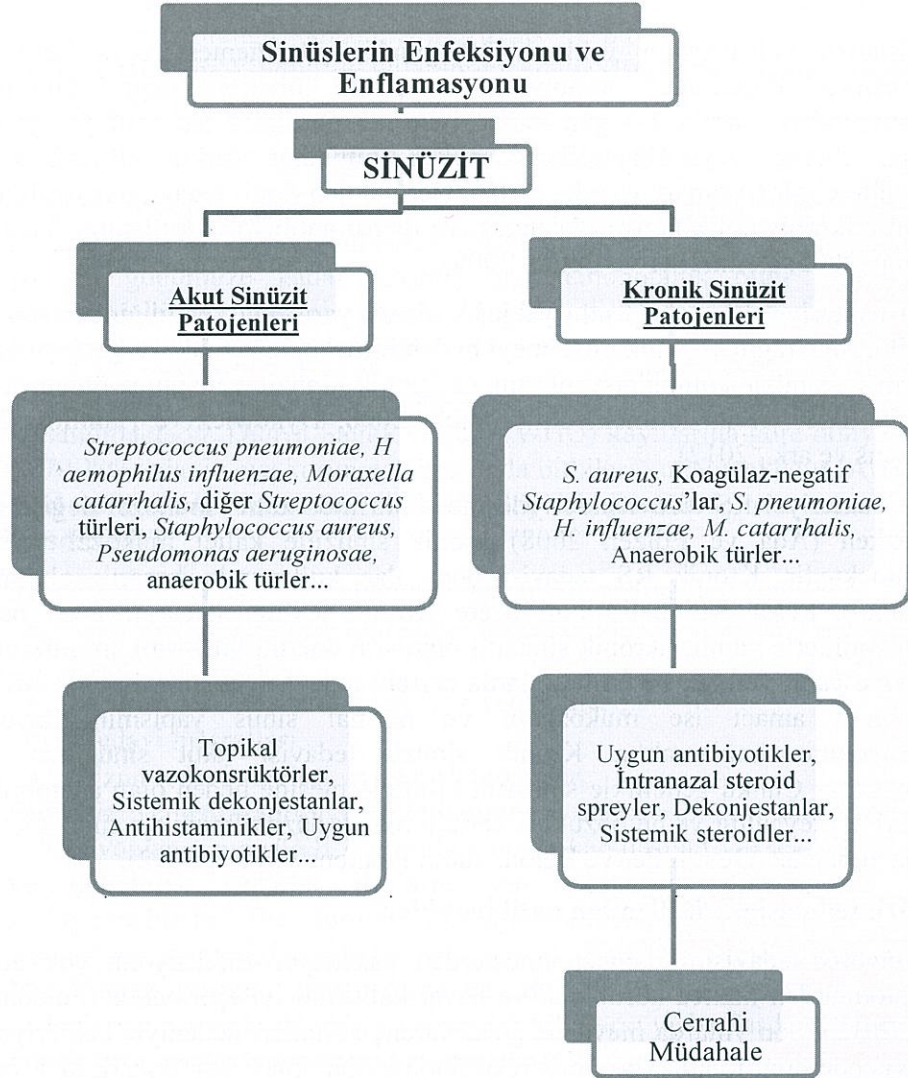 Sinüslerin Enfeksiyonu ve
Enflamasyonu
SİNÜZİT
Akut Sinüzit
Patojenleri
Streptococcus pneumoniae, H
aemophilus influenzae, Moraxella
catarrhalis, diğer Streptococcus
türleri, Staphylococcus aureus,
Pseudomonas aeruginosae,
anaerobik türler...
Topikal
vazokonsrüktörler,
Sistemik dekonjestanlar,
Antihistaminikler, Uygun
antibiyotikler...
Kronik Sinüzit
Patojenleri
S. aureus, Koagülaz-negatif
Staphylococcus'lar, S. pneumoniae,
H. influenzae, M. catarrhalis,
Anaerobik türler...
Uygun antibiyotikler,
İntranazal steroid
spreyler, Dekonjestanlar,
Sistemik steroidler...
Cerrahi
Müdahale